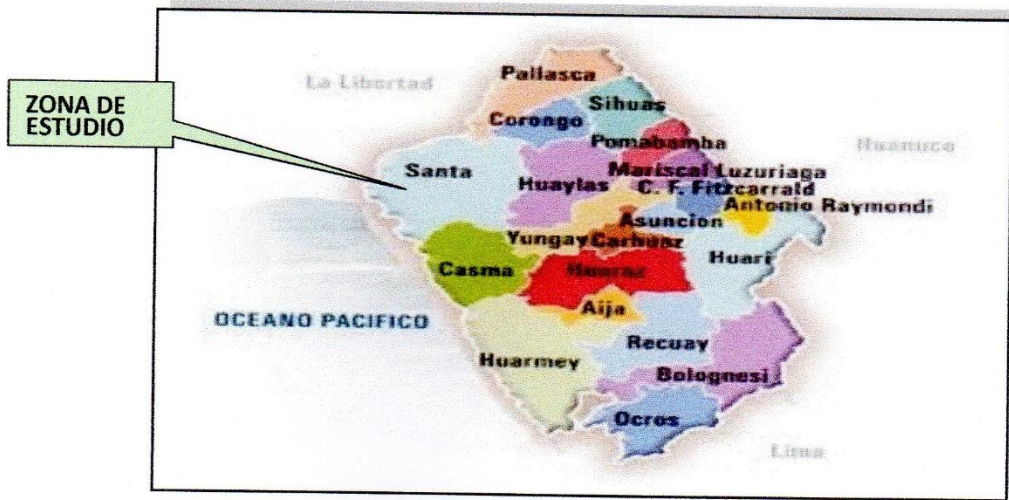 ZONA DE
ESTUDIO
La Libertad
Pallasca
Sihuas
Corongo
Pomabamba
Huanuco
Santa
Mariscal Luzuriaga
Huaylas
C. F. Fitzcarrald
Antonio Raymondi
Asuncion
Yungay
Carhuaz
Huari
Casma
Huaraz
Aija
OCEANO PACIFICO
Recuay
Huarmey
Bolognesi
Ocros
Lima